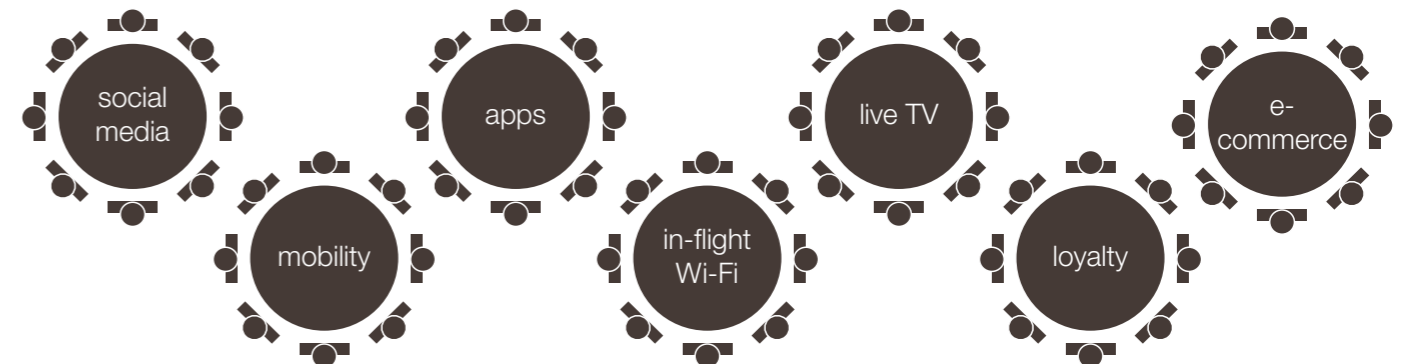 social
media
apps
live TV
e-
commerce
mobility
in-flight
Wi-Fi
loyalty